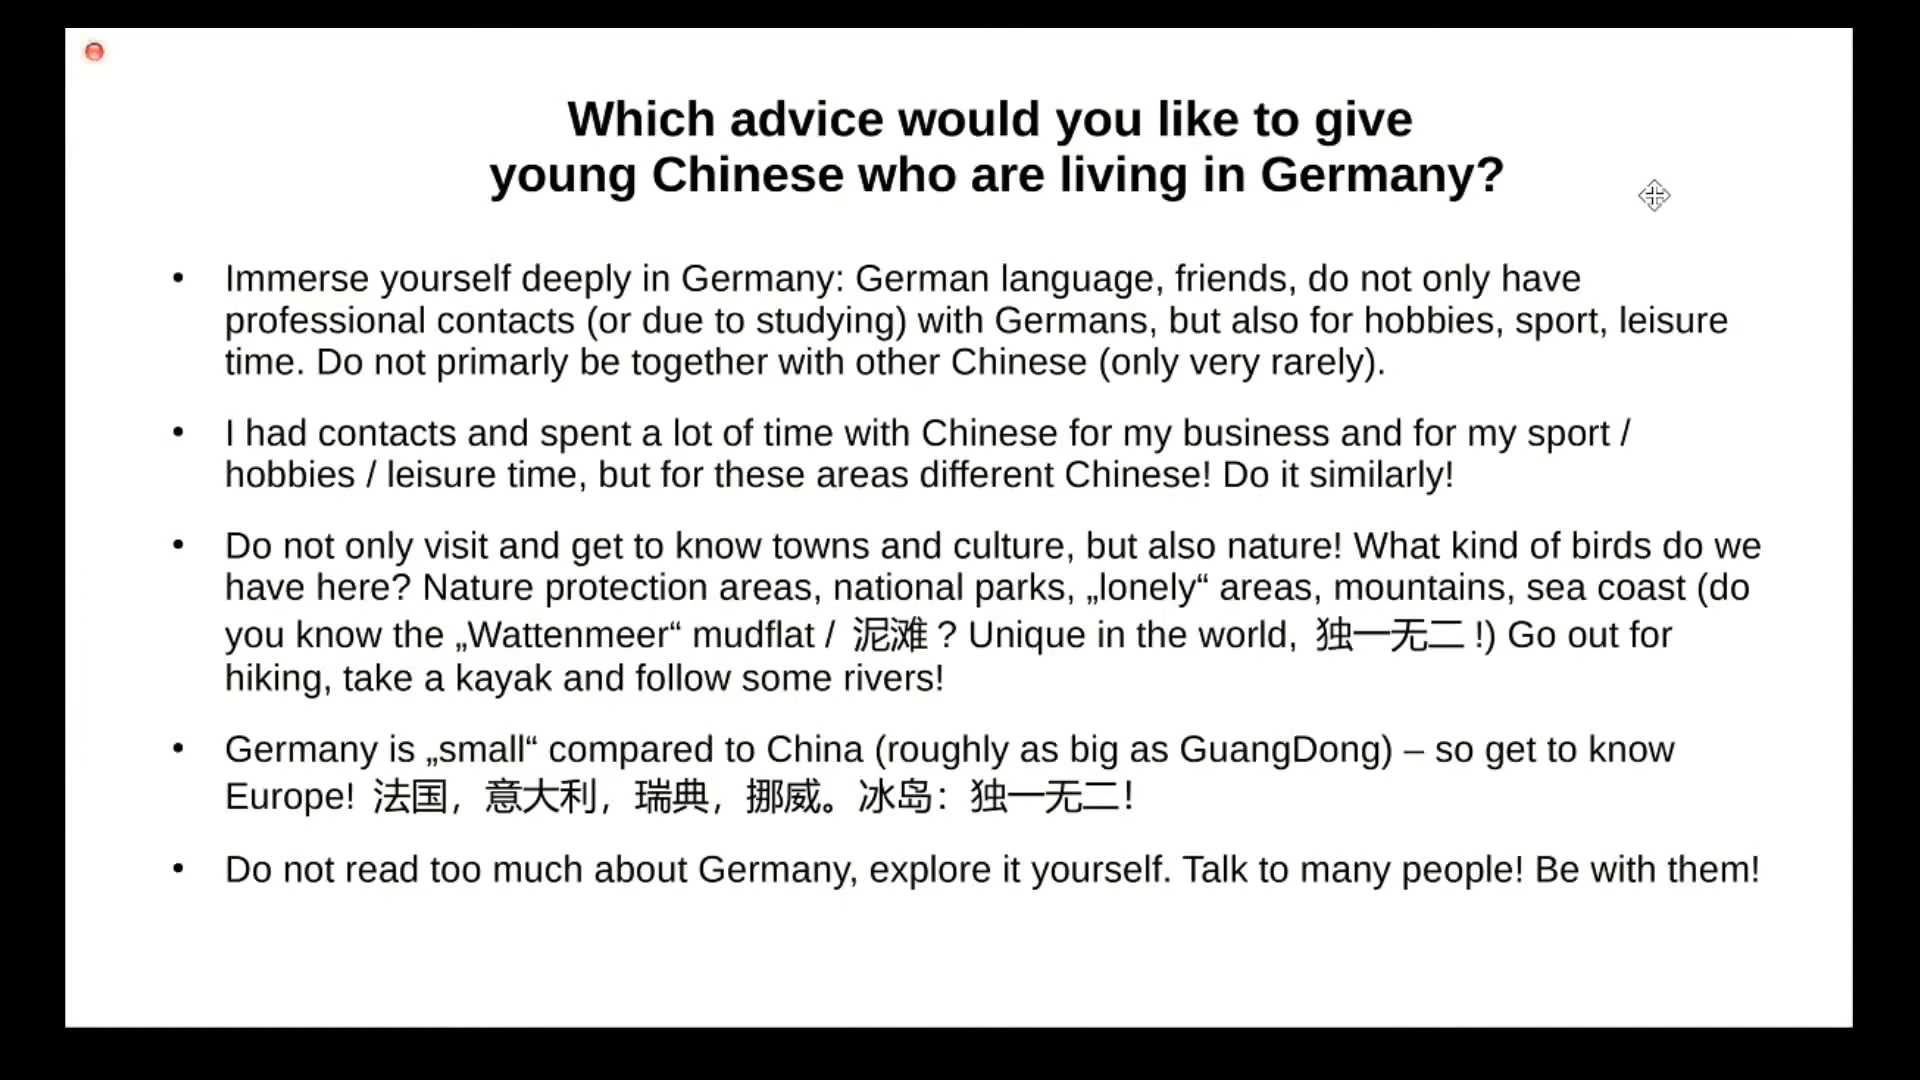 Which advice would you like to give
young Chinese who are living in Germany?
• Immerse yourself deeply in Germany: German language, friends, do not only have
professional contacts (or due to studying) with Germans, but also for hobbies, sport, leisure
time. Do not primarly be together with other Chinese (only very rarely).
• I had contacts and spent a lot of time with Chinese for my business and for my sport /
hobbies / leisure time, but for these areas different Chinese! Do it similarly!
• Do not only visit and get to know towns and culture, but also nature! What kind of birds do we
have here? Nature protection areas, national parks, „lonely“ areas, mountains, sea coast (do
you know the „Wattenmeer“ mudflat / 泥滩 ? Unique in the world, 独一无二 !) Go out for
hiking, take a kayak and follow some rivers!
• Germany is „small“ compared to China (roughly as big as GuangDong) – so get to know
Europe! 法国，意大利，瑞典，挪威。冰岛：独一无二！
• Do not read too much about Germany, explore it yourself. Talk to many people! Be with them!